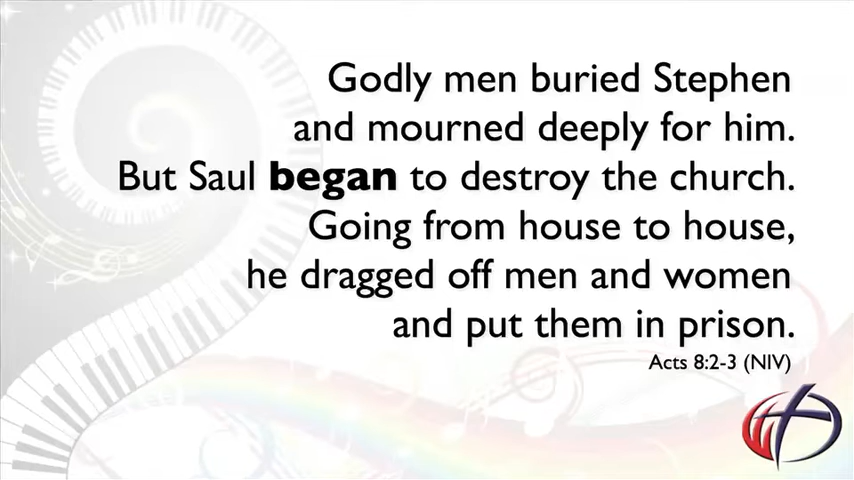 Godly men buried Stephen
and mourned deeply for him.
But Saul began to destroy the church.
Going from house to house,
he dragged off men and women
and put them in prison.
Acts 8:2-3 (NIV)